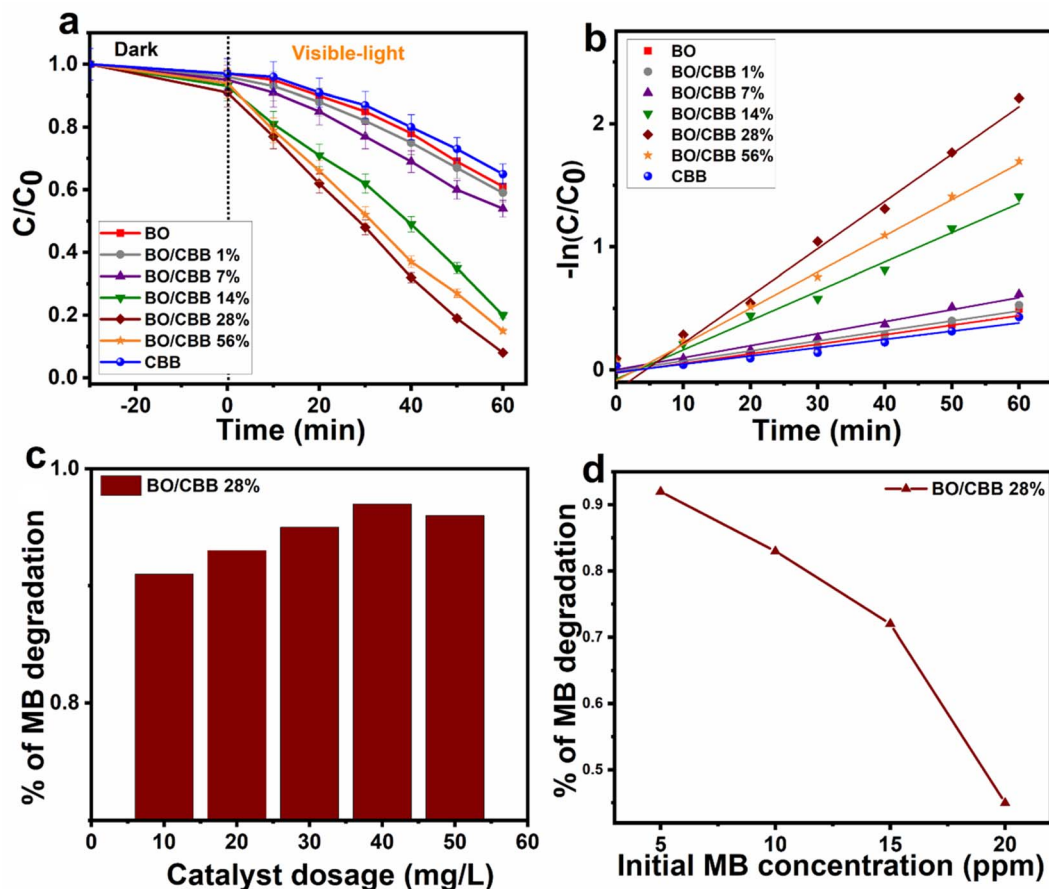 a
Dark
Visible-light
1.0
0.8
0.6
0.4
0.2
0.0
C/C0
BO
BO/CBB 1%
BO/CBB 7%
BO/CBB 14%
BO/CBB 28%
BO/CBB 56%
CBB
-20 0 20 40 60
Time (min)
b
BO
BO/CBB 1%
BO/CBB 7%
BO/CBB 14%
BO/CBB 28%
BO/CBB 56%
CBB
2
1
0
-ln(C/C0)
0 10 20 30 40 50 60
Time (min)
c
BO/CBB 28%
1.0
0.8
% of MB degradation
0 10 20 30 40 50 60
Catalyst dosage (mg/L)
d
BO/CBB 28%
0.9
0.8
0.7
0.6
0.5
% of MB degradation
5 10 15 20
Initial MB concentration (ppm)